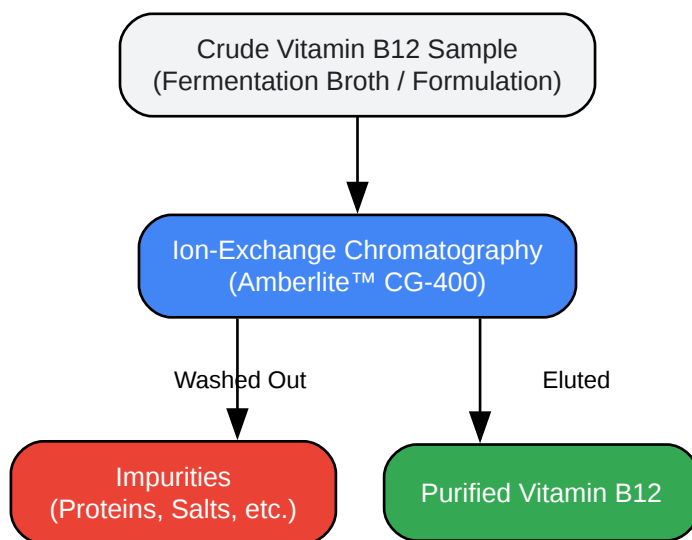 Crude Vitamin B12 Sample
(Fermentation Broth / Formulation)
Ion-Exchange Chromatography
(Amberlite™ CG-400)
Washed Out
Eluted
Impurities
(Proteins, Salts, etc.)
Purified Vitamin B12